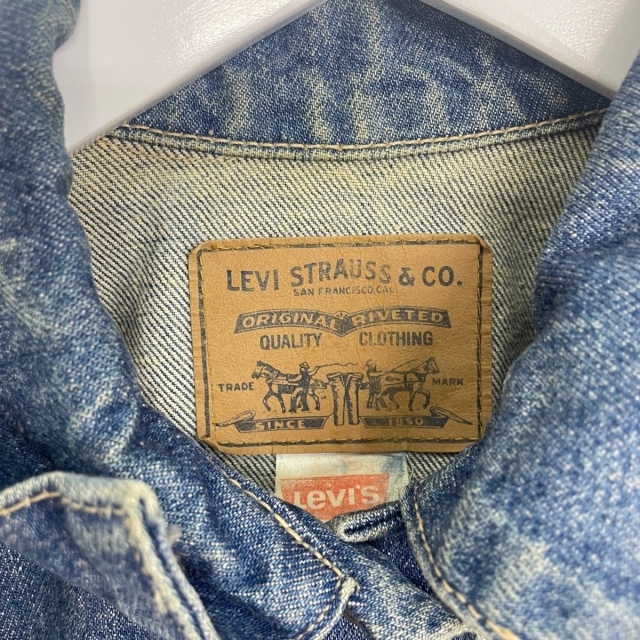 LEVI STRAUSS & CO.
SAN FRANCISCO, CAL.
ORIGINAL RIVETED
QUALITY CLOTHING
TRADE MARK
SINCE 1850
LeVI'S